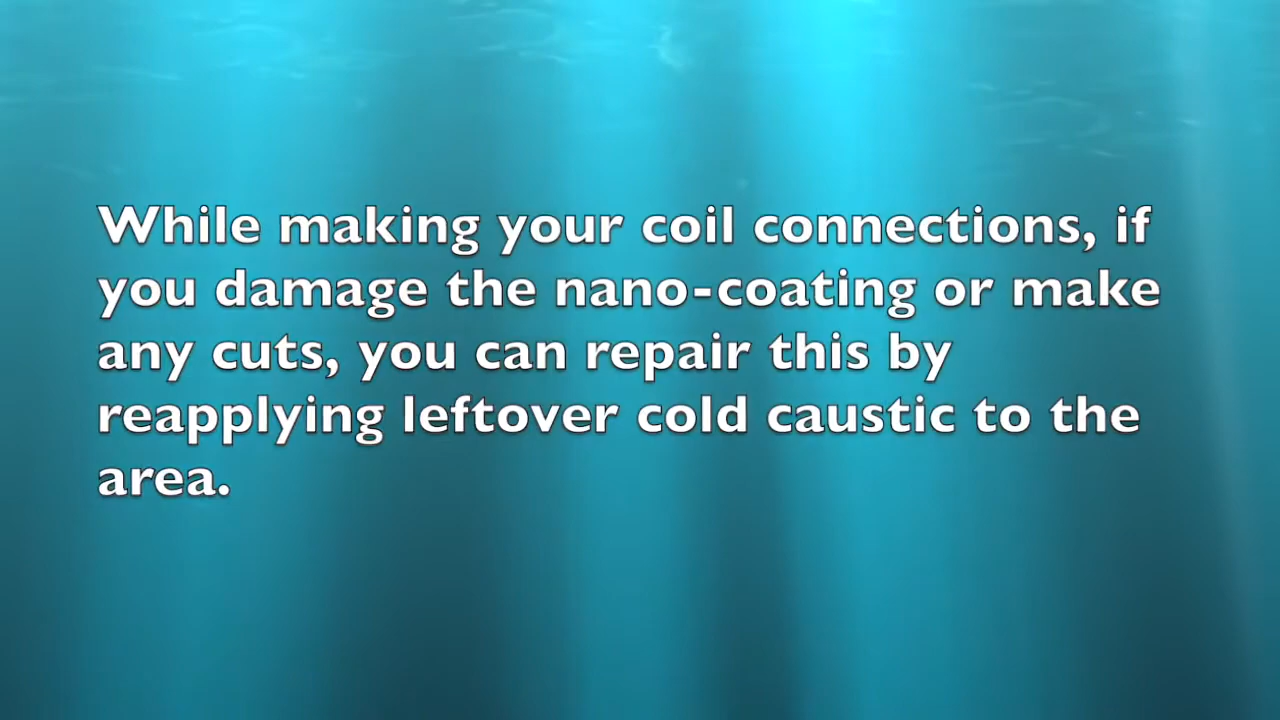 While making your coil connections, if
you damage the nano-coating or make
any cuts, you can repair this by
reapplying leftover cold caustic to the
area.